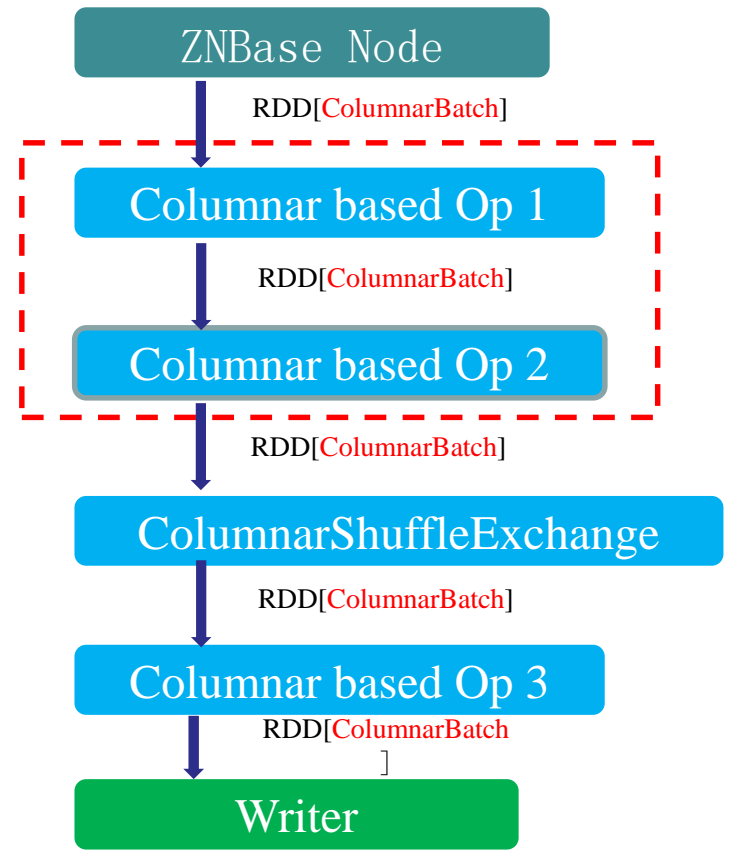 ZNBase Node
RDD[ColumnarBatch]
Columnar based Op 1
RDD[ColumnarBatch]
Columnar based Op 2
RDD[ColumnarBatch]
ColumnarShuffleExchange
RDD[ColumnarBatch]
Columnar based Op 3
RDD[ColumnarBatch
]
Writer